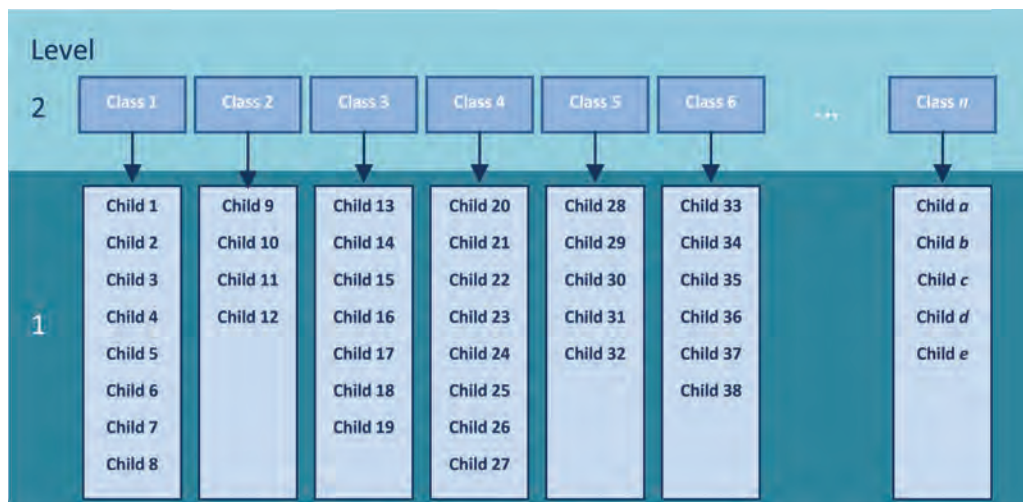 Level
2
Class 1
Class 2
Class 3
Class 4
Class 5
Class 6
...
Class n
1
Child 1
Child 2
Child 3
Child 4
Child 5
Child 6
Child 7
Child 8
Child 9
Child 10
Child 11
Child 12
Child 13
Child 14
Child 15
Child 16
Child 17
Child 18
Child 19
Child 20
Child 21
Child 22
Child 23
Child 24
Child 25
Child 26
Child 27
Child 28
Child 29
Child 30
Child 31
Child 32
Child 33
Child 34
Child 35
Child 36
Child 37
Child 38
Child a
Child b
Child c
Child d
Child e